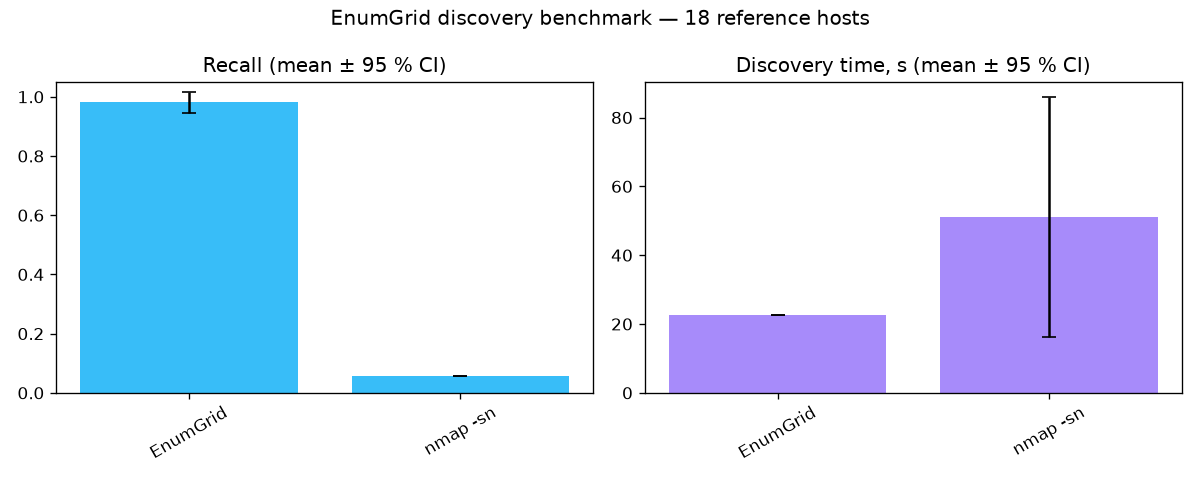 EnumGrid discovery benchmark — 18 reference hosts
Recall (mean ± 95 % CI)
1.0
0.8
0.6
0.4
0.2
0.0
EnumGrid
nmap -sn
Discovery time, s (mean ± 95 % CI)
80
60
40
20
0
EnumGrid
nmap -sn